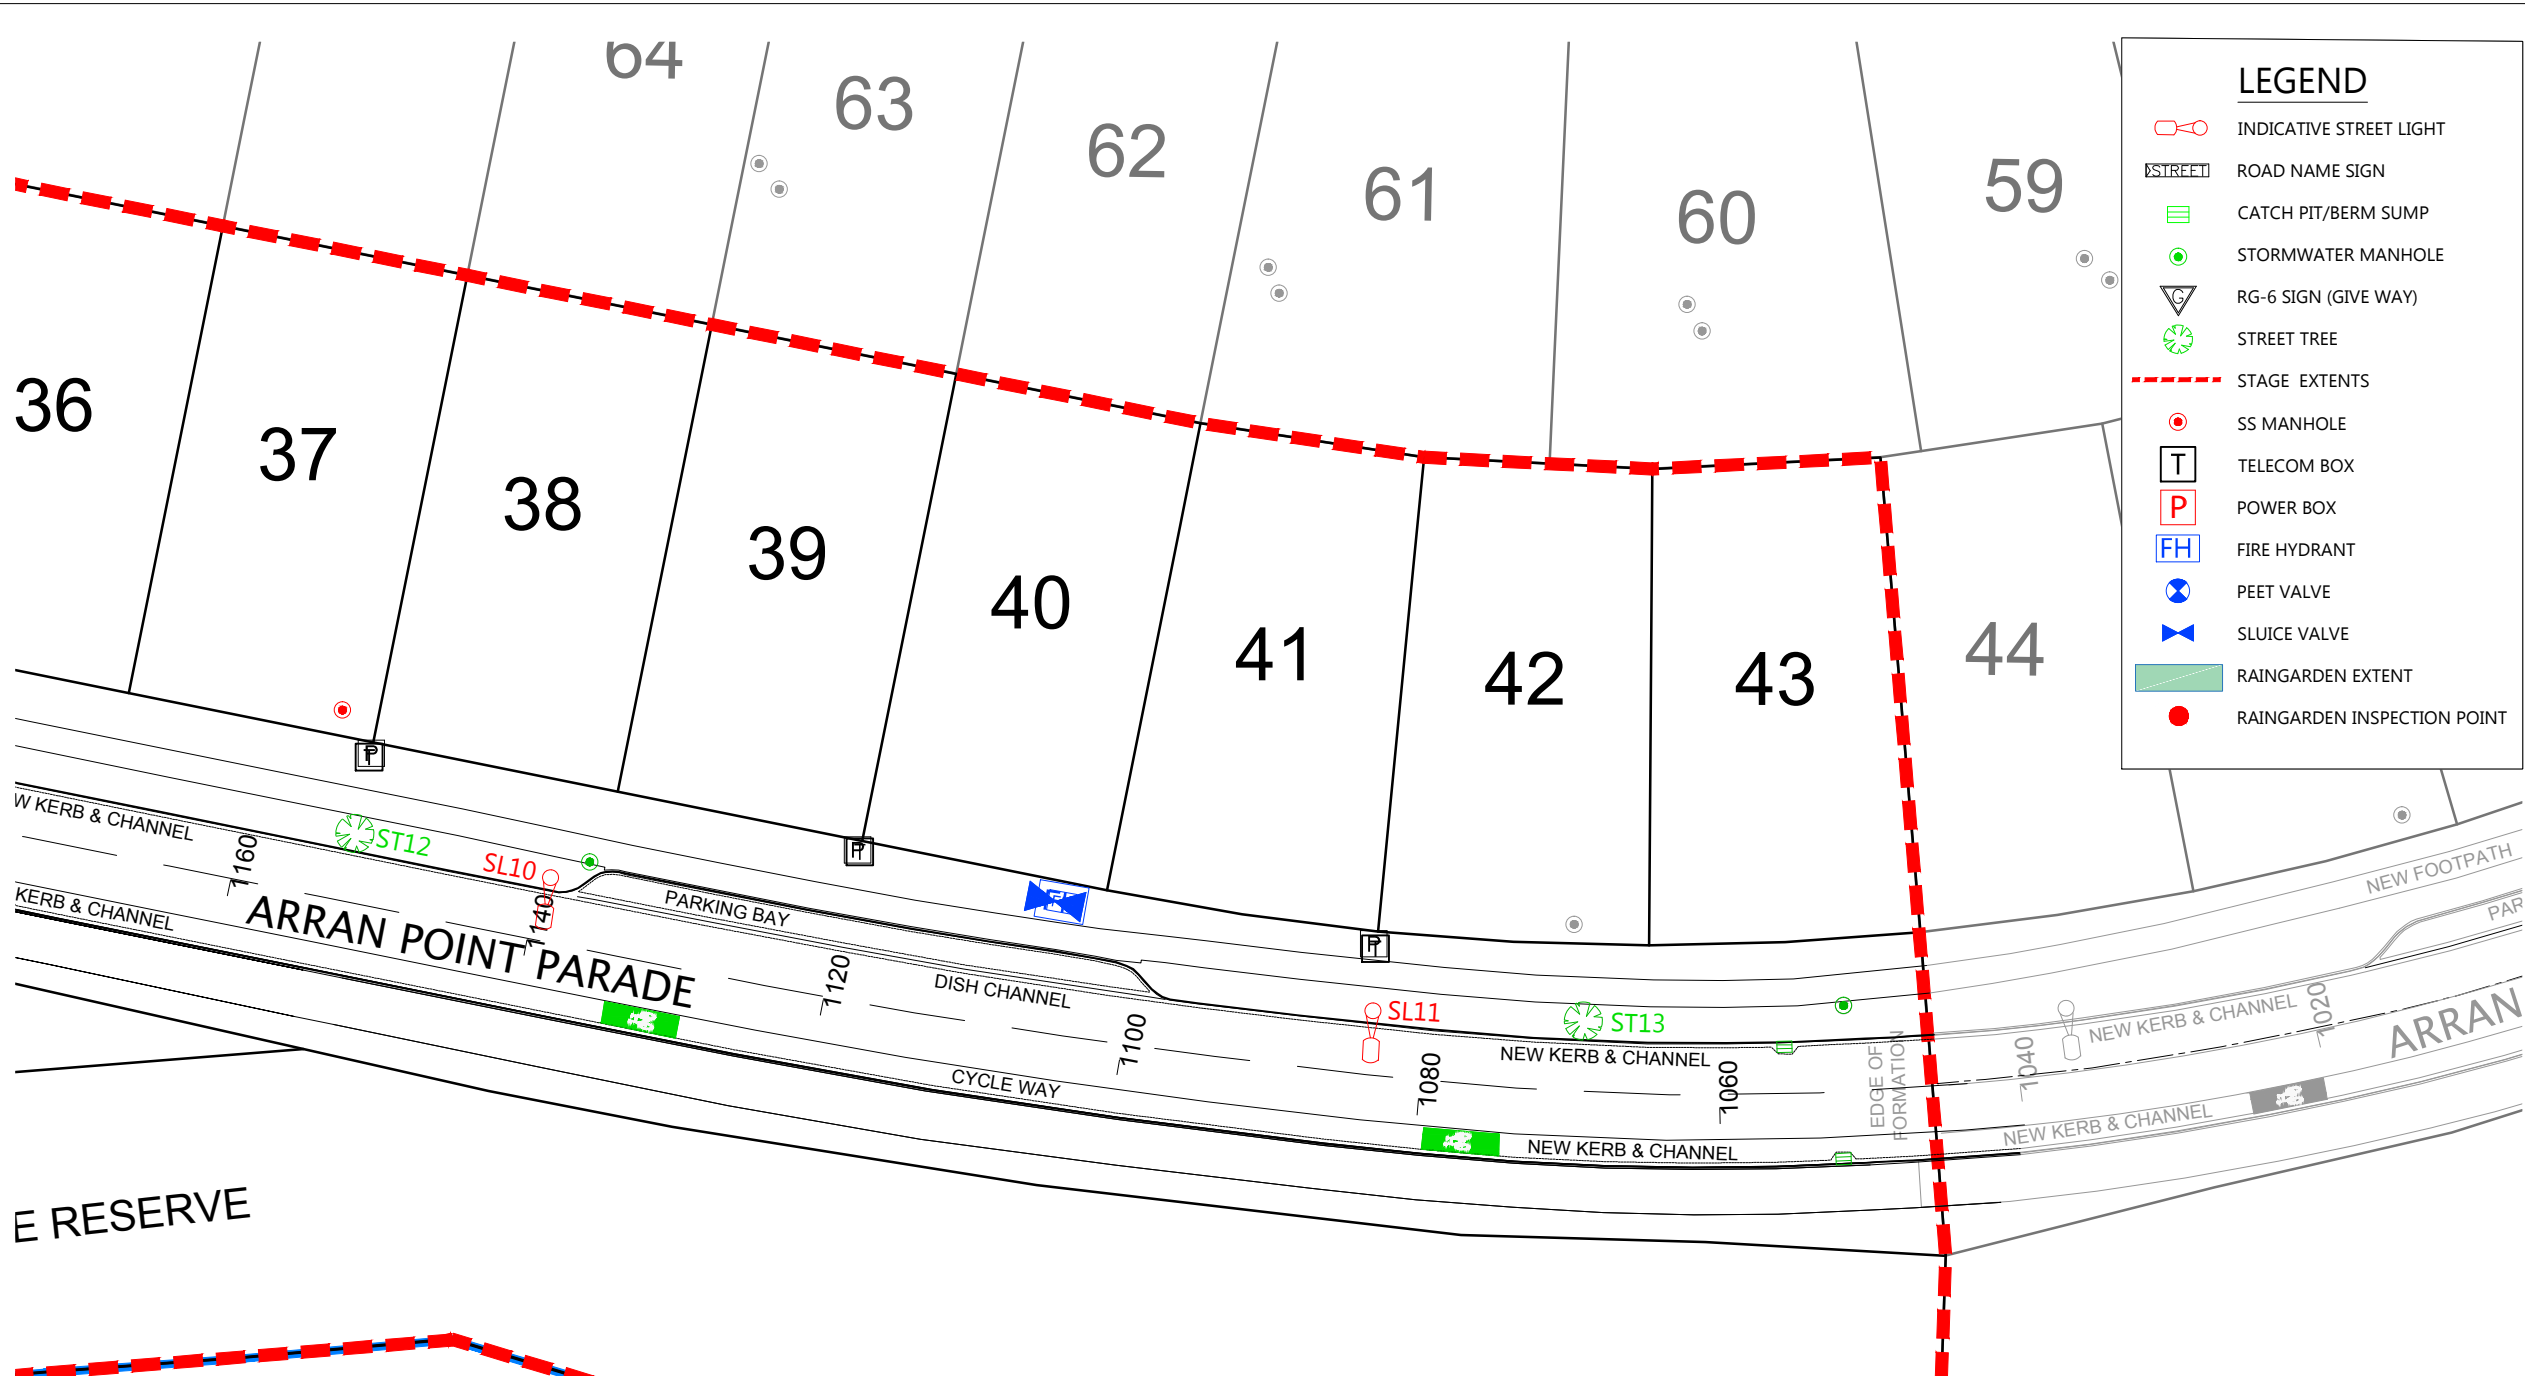 64
63
62
61
60
59
36
37
38
39
40
41
42
43
44
LEGEND
INDICATIVE STREET LIGHT
STREET ROAD NAME SIGN
CATCH PIT/BERM SUMP
STORMWATER MANHOLE
G RG-6 SIGN (GIVE WAY)
STREET TREE
STAGE EXTENTS
SS MANHOLE
T TELECOM BOX
P POWER BOX
FH FIRE HYDRANT
PEET VALVE
SLUICE VALVE
RAINGARDEN EXTENT
RAINGARDEN INSPECTION POINT
W KERB & CHANNEL
KERB & CHANNEL
1160
ST12
SL10
1140
ARRAN POINT PARADE
PARKING BAY
1120
DISH CHANNEL
CYCLE WAY
1100
SL11
1080
ST13
NEW KERB & CHANNEL
NEW KERB & CHANNEL
1060
EDGE OF
FORMATION
1040
NEW KERB & CHANNEL
NEW KERB & CHANNEL
1020
ARRAN
NEW FOOTPATH
PAR
E RESERVE